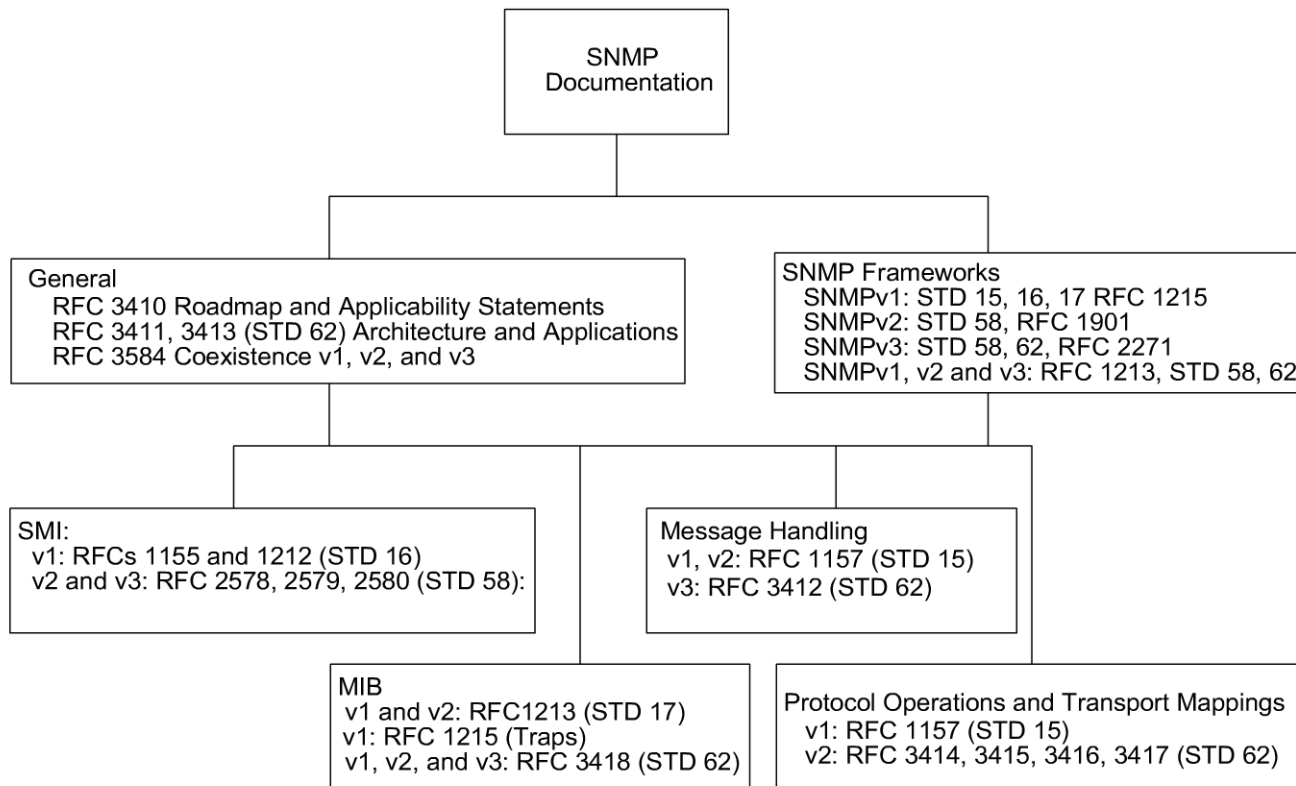 SNMP
Documentation
General
RFC 3410 Roadmap and Applicability Statements
RFC 3411, 3413 (STD 62) Architecture and Applications
RFC 3584 Coexistence v1, v2, and v3
SNMP Frameworks
SNMPv1: STD 15, 16, 17 RFC 1215
SNMPv2: STD 58, RFC 1901
SNMPv3: STD 58, 62, RFC 2271
SNMPv1, v2 and v3: RFC 1213, STD 58, 62
SMI:
v1: RFCs 1155 and 1212 (STD 16)
v2 and v3: RFC 2578, 2579, 2580 (STD 58):
Message Handling
v1, v2: RFC 1157 (STD 15)
v3: RFC 3412 (STD 62)
MIB
v1 and v2: RFC1213 (STD 17)
v1: RFC 1215 (Traps)
v1, v2, and v3: RFC 3418 (STD 62)
Protocol Operations and Transport Mappings
v1: RFC 1157 (STD 15)
v2: RFC 3414, 3415, 3416, 3417 (STD 62)